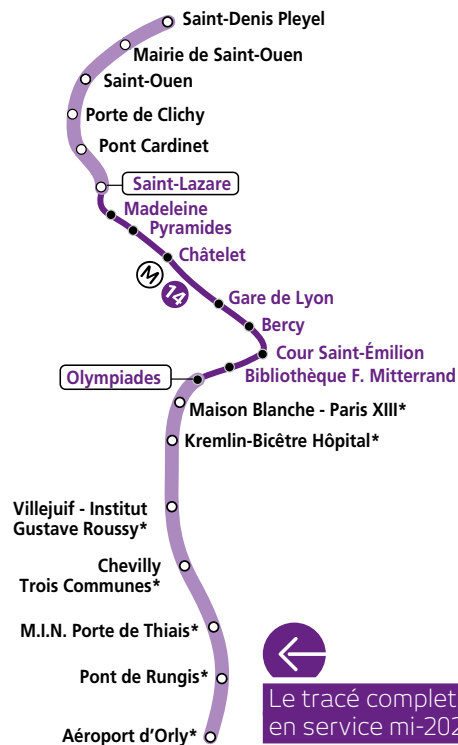 Saint-Denis Pleyel
Mairie de Saint-Ouen
Saint-Ouen
Porte de Clichy
Pont Cardinet
Saint-Lazare
Madeleine
Pyramides
Châtelet
M
14
Gare de Lyon
Bercy
Cour Saint-Émilion
Bibliothèque F. Mitterrand
Olympiades
Maison Blanche - Paris XIII*
Kremlin-Bicêtre Hôpital*
Villejuif - Institut
Gustave Roussy*
Chevilly
Trois Communes*
M.I.N. Porte de Thiais*
Pont de Rungis*
Aéroport d'Orly*
Le tracé complet
en service mi-202